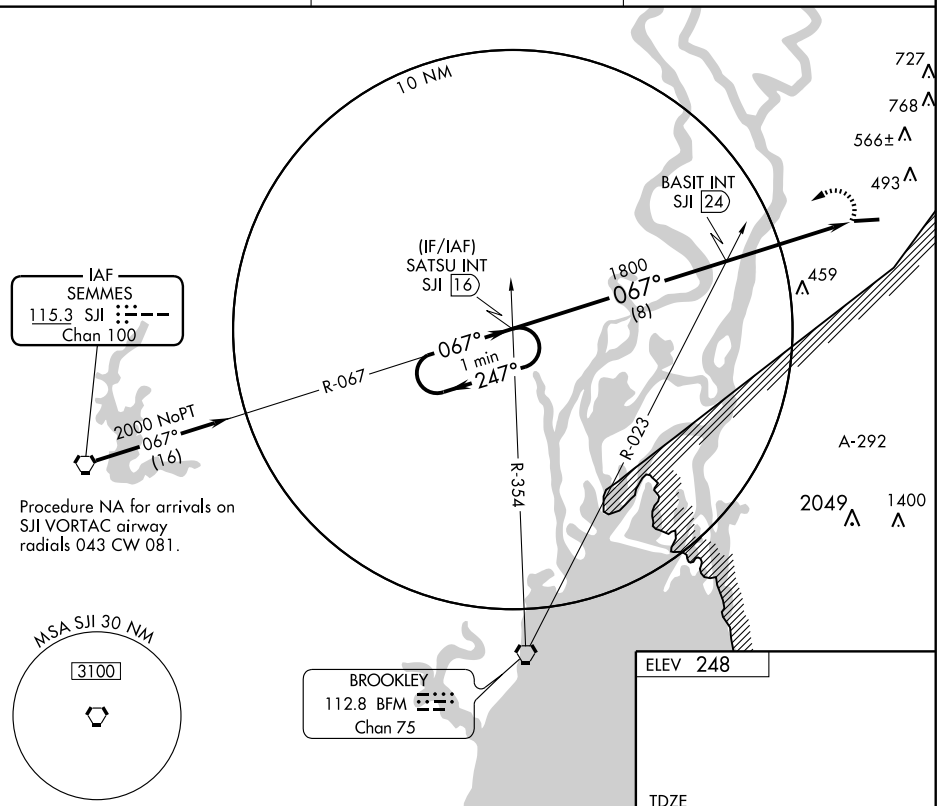 10 NM
727
768
566±
493
BASIT INT
SJI 24
(IF/IAF)
SATSU INT
SJI 16
1800
067°
(8)
459
IAF
SEMMES
115.3 SJI
Chan 100
067°
1 min
247°
R-067
2000 NoPT
067°
(16)
R-023
R-354
A-292
2049
1400
Procedure NA for arrivals on
SJI VORTAC airway
radials 043 CW 081.
MSA SJI 30 NM
3100
BROOKLEY
112.8 BFM
Chan 75
ELEV 248
TDZE